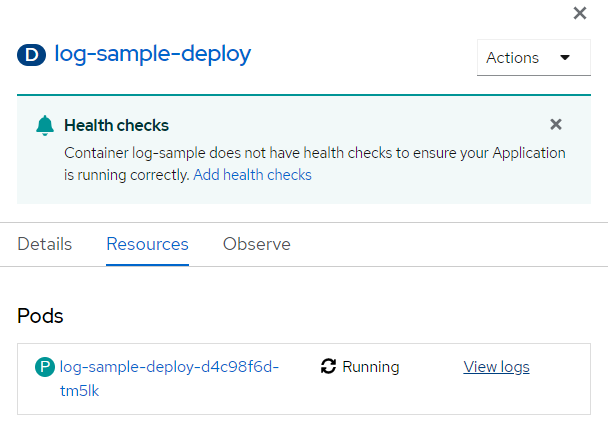 D log-sample-deploy
Actions
Health checks
Container log-sample does not have health checks to ensure your Application
is running correctly. Add health checks
Details Resources Observe
Pods
P log-sample-deploy-d4c98f6d-
tm5lk
Running
View logs